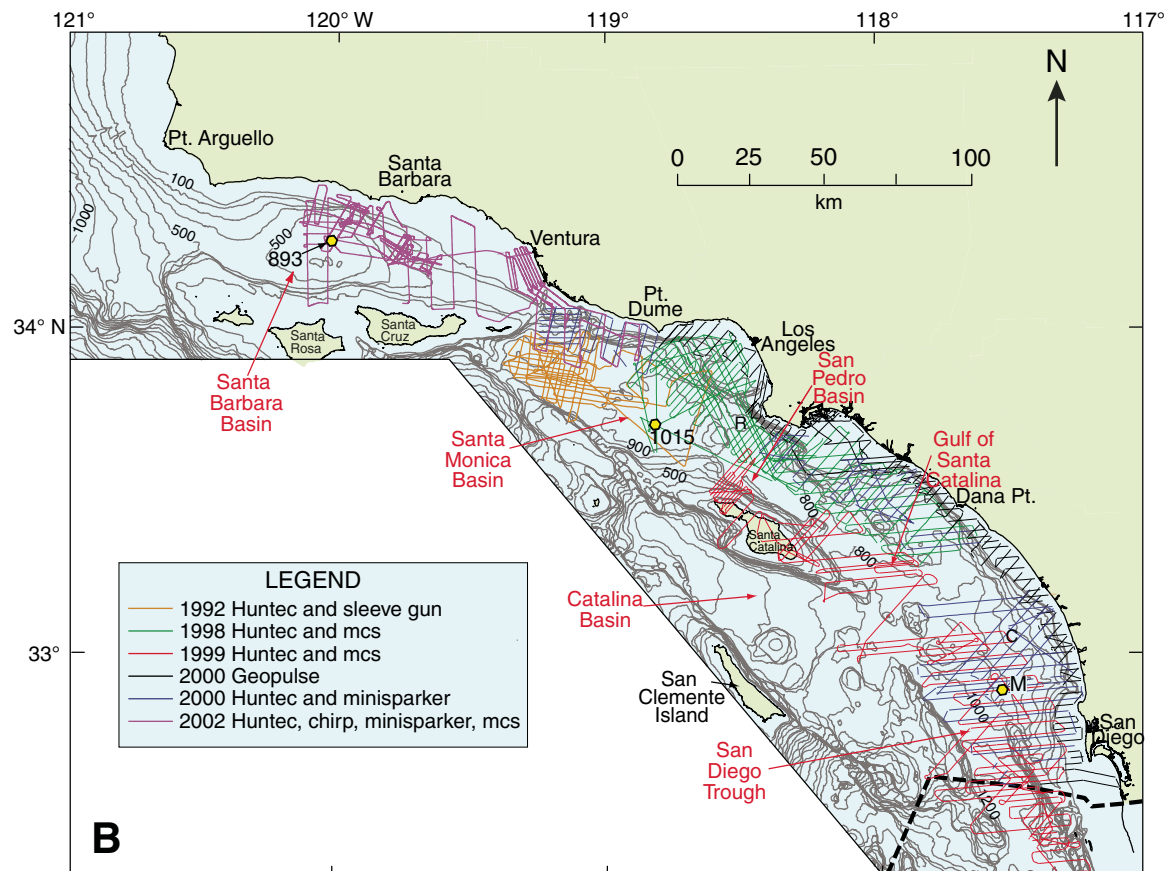 121°
120° W
119°
118°
117°
N
Pt. Arguello
Santa
Barbara
0 25 50 100
km
100
1000
500
500
893
Ventura
Pt.
Dume
Los
Angeles
34° N
Santa
Rosa
Santa
Cruz
San
Pedro
Basin
Santa
Barbara
Basin
Santa
Monica
Basin
R
1015
900
500
Gulf of
Santa
Catalina
Dana Pt.
800
Santa
Catalina
800
LEGEND
1992 Huntec and sleeve gun
1998 Huntec and mcs
1999 Huntec and mcs
2000 Geopulse
2000 Huntec and minisparker
2002 Huntec, chirp, minisparker, mcs
Catalina
Basin
33°
C
San
Clemente
Island
M
1000
San
Diego
San
Diego
Trough
1200
B